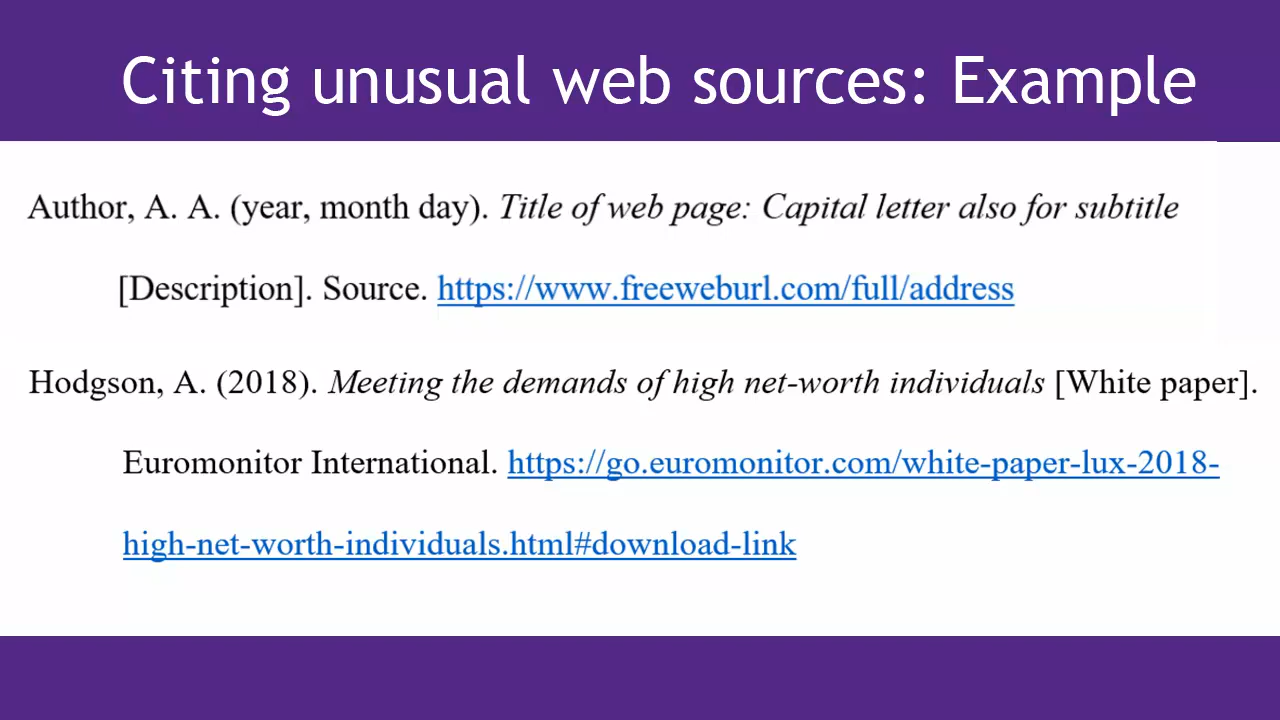 Citing unusual web sources: Example
Author, A. A. (year, month day). Title of web page: Capital letter also for subtitle
[Description]. Source. https://www.freeweburl.com/full/address
Hodgson, A. (2018). Meeting the demands of high net-worth individuals [White paper].
Euromonitor International. https://go.euromonitor.com/white-paper-lux-2018-
high-net-worth-individuals.html#download-link